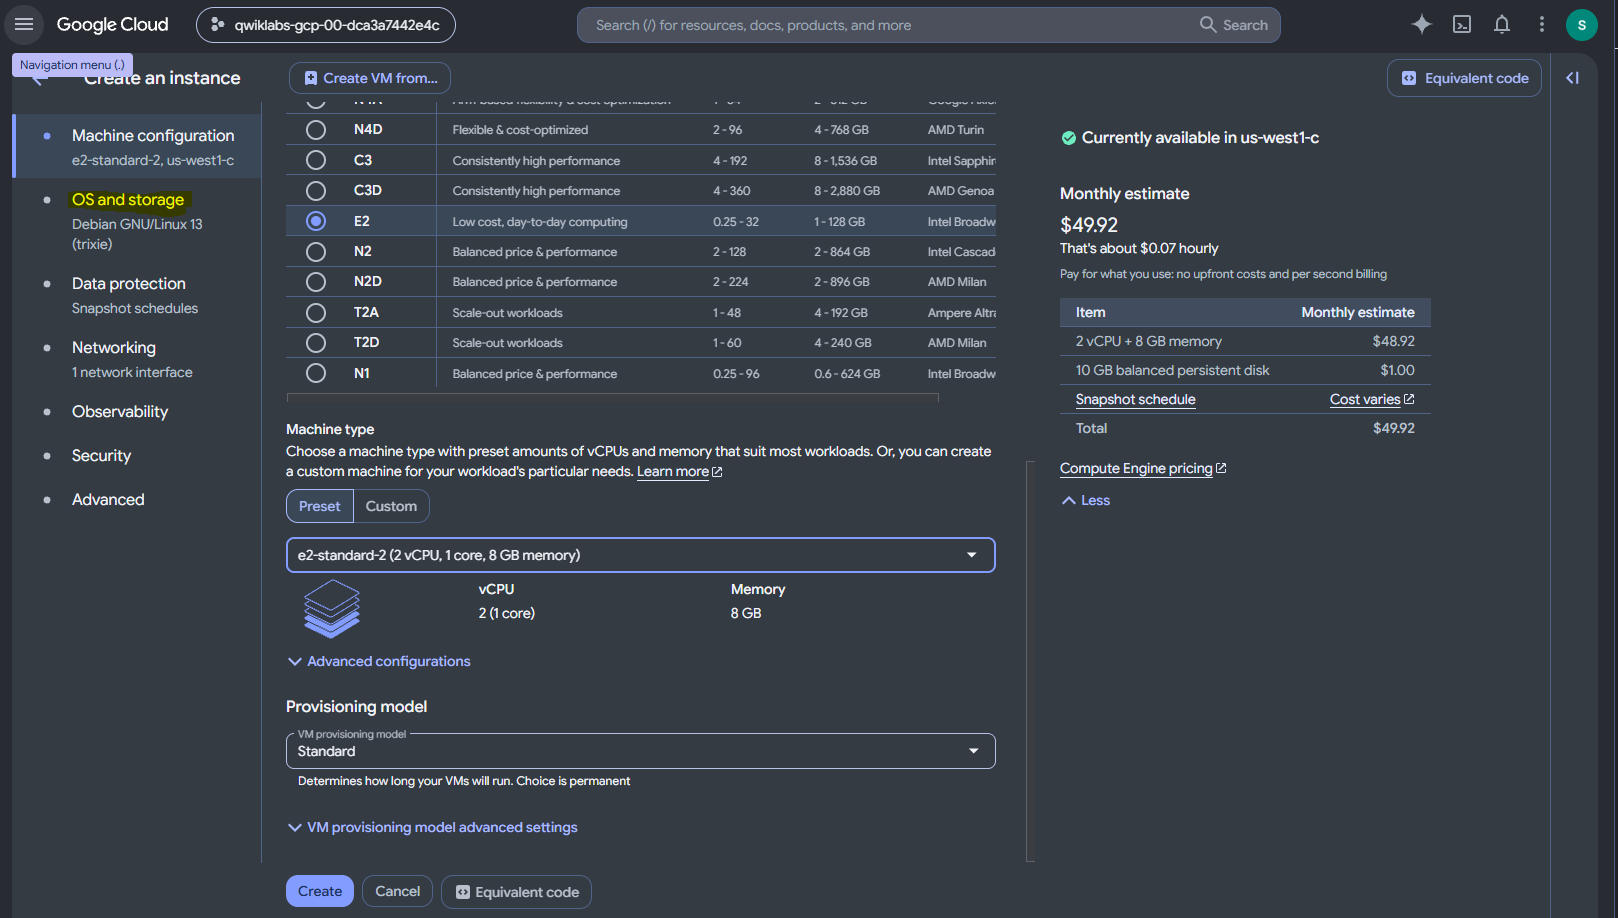 Google Cloud
qwiklabs-gcp-00-dca3a7442e4c
Search (/) for resources, docs, products, and more
Search
S
Navigation menu (.)
Create an instance
Create VM from...
Equivalent code
Machine configuration
e2-standard-2, us-west1-c
OS and storage
Debian GNU/Linux 13
(trixie)
Data protection
Snapshot schedules
Networking
1 network interface
Observability
Security
Advanced
N4D Flexible & cost-optimized 2 - 96 4 - 768 GB AMD Turin
C3 Consistently high performance 4 - 192 8 - 1,536 GB Intel Sapphir
C3D Consistently high performance 4 - 360 8 - 2,880 GB AMD Genoa
E2 Low cost, day-to-day computing 0.25 - 32 1 - 128 GB Intel Broadw
N2 Balanced price & performance 2 - 128 2 - 864 GB Intel Cascad
N2D Balanced price & performance 2 - 224 2 - 896 GB AMD Milan
T2A Scale-out workloads 1 - 48 4 - 192 GB Ampere Altra
T2D Scale-out workloads 1 - 60 4 - 240 GB AMD Milan
N1 Balanced price & performance 0.25 - 96 0.6 - 624 GB Intel Broadw
Machine type
Choose a machine type with preset amounts of vCPUs and memory that suit most workloads. Or, you can create
a custom machine for your workload's particular needs. Learn more
Preset Custom
e2-standard-2 (2 vCPU, 1 core, 8 GB memory)
vCPU Memory
2 (1 core) 8 GB
Advanced configurations
Provisioning model
VM provisioning model
Standard
Determines how long your VMs will run. Choice is permanent
VM provisioning model advanced settings
Create Cancel Equivalent code
Currently available in us-west1-c
Monthly estimate
$49.92
That's about $0.07 hourly
Pay for what you use: no upfront costs and per second billing
Item Monthly estimate
2 vCPU + 8 GB memory $48.92
10 GB balanced persistent disk $1.00
Snapshot schedule Cost varies
Total $49.92
Compute Engine pricing
Less